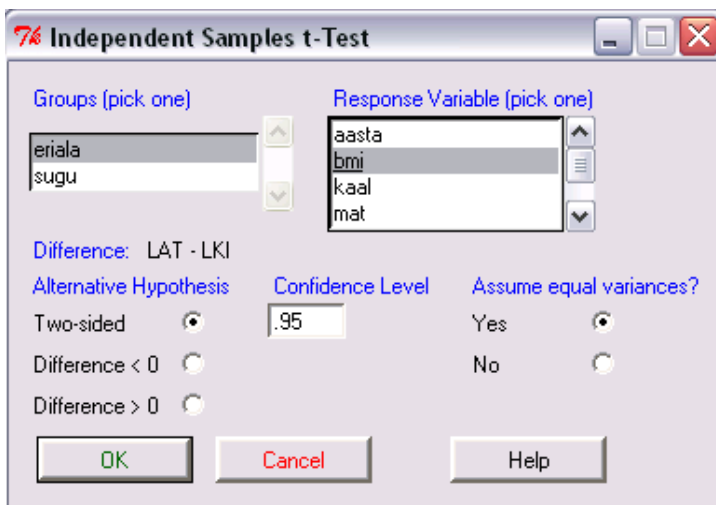 Independent Samples t-Test
Groups (pick one)
Response Variable (pick one)
eriala
sugu
aasta
bmi
kaal
mat
Difference: LAT - LKI
Alternative Hypothesis
Two-sided
Difference < 0
Difference > 0
Confidence Level
.95
Assume equal variances?
Yes
No
OK
Cancel
Help